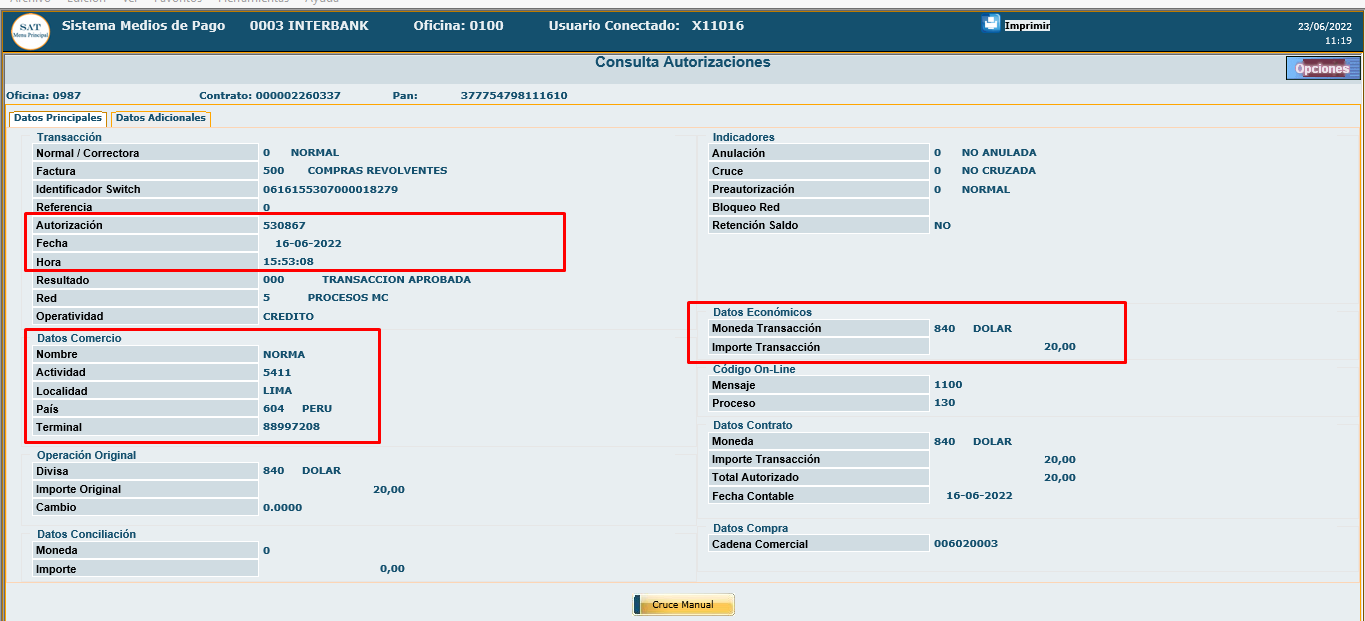 Archivo Edición Ver Favoritos Herramientas Ayuda
SAT
Menu Principal
Sistema Medios de Pago 0003 INTERBANK Oficina: 0100 Usuario Conectado: X11016 Imprimir 23/06/2022
11:19
Consulta Autorizaciones
Opciones
Oficina: 0987 Contrato: 000002260337 Pan: 377754798111610
Datos Principales Datos Adicionales
Transacción
Normal / Correctora 0 NORMAL
Factura 500 COMPRAS REVOLVENTES
Identificador Switch 0616155307000018279
Referencia 0
Autorización 530867
Fecha 16-06-2022
Hora 15:53:08
Resultado 000 TRANSACCION APROBADA
Red 5 PROCESOS MC
Operatividad CREDITO
Datos Comercio
Nombre NORMA
Actividad 5411
Localidad LIMA
País 604 PERU
Terminal 88997208
Operación Original
Divisa 840 DOLAR
Importe Original 20,00
Cambio 0.0000
Datos Conciliación
Moneda 0
Importe 0,00
Indicadores
Anulación 0 NO ANULADA
Cruce 0 NO CRUZADA
Preautorización 0 NORMAL
Bloqueo Red
Retención Saldo NO
Datos Económicos
Moneda Transacción 840 DOLAR
Importe Transacción 20,00
Código On-Line
Mensaje 1100
Proceso 130
Datos Contrato
Moneda 840 DOLAR
Importe Transacción 20,00
Total Autorizado 20,00
Fecha Contable 16-06-2022
Datos Compra
Cadena Comercial 006020003
Cruce Manual